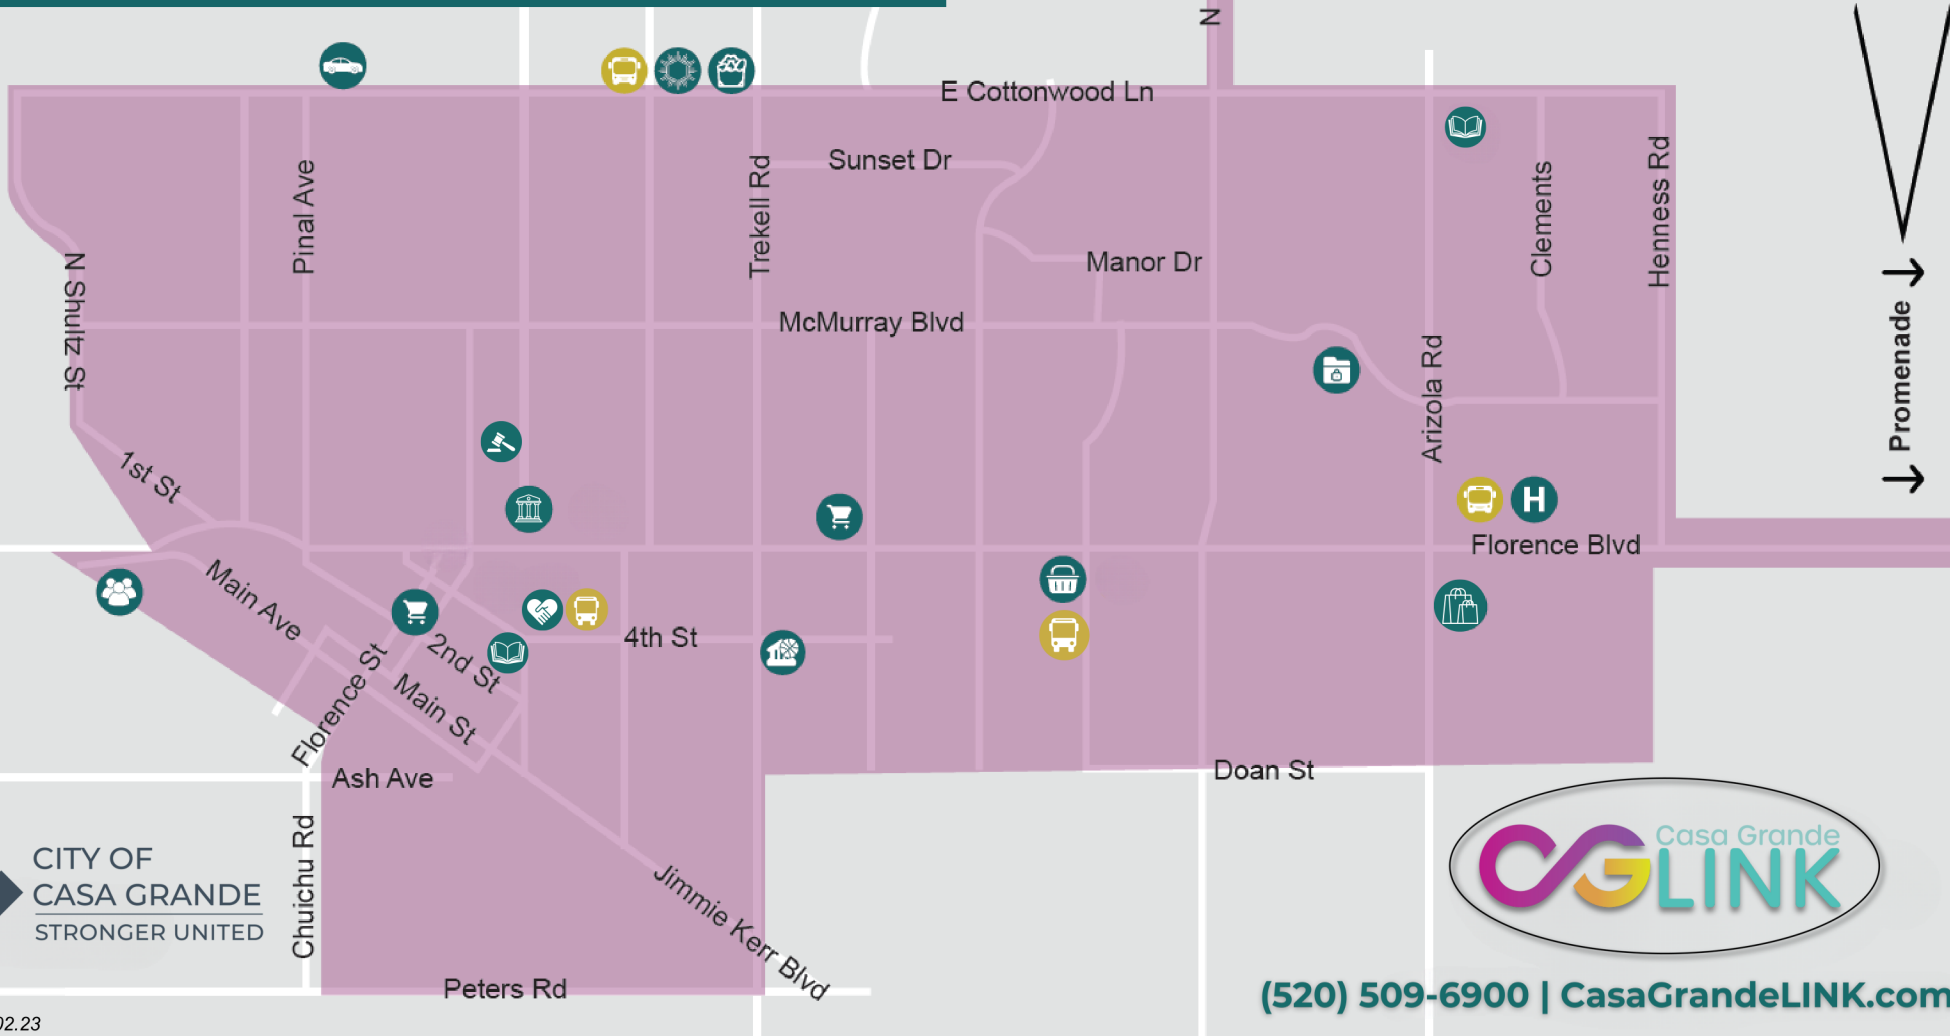 N
E Cottonwood Ln
Sunset Dr
Pinal Ave
Trekell Rd
Clements
Henness Rd
N Shultz St
Manor Dr
McMurray Blvd
Arizola Rd
Promenade
1st St
H
Florence Blvd
Main Ave
2nd St
4th St
Florence St
Main St
Ash Ave
Doan St
CITY OF
CASA GRANDE
STRONGER UNITED
Chuichu Rd
Jimmie Kerr Blvd
Peters Rd
CG
Casa Grande
LINK
(520) 509-6900 | CasaGrandeLINK.com
02.23